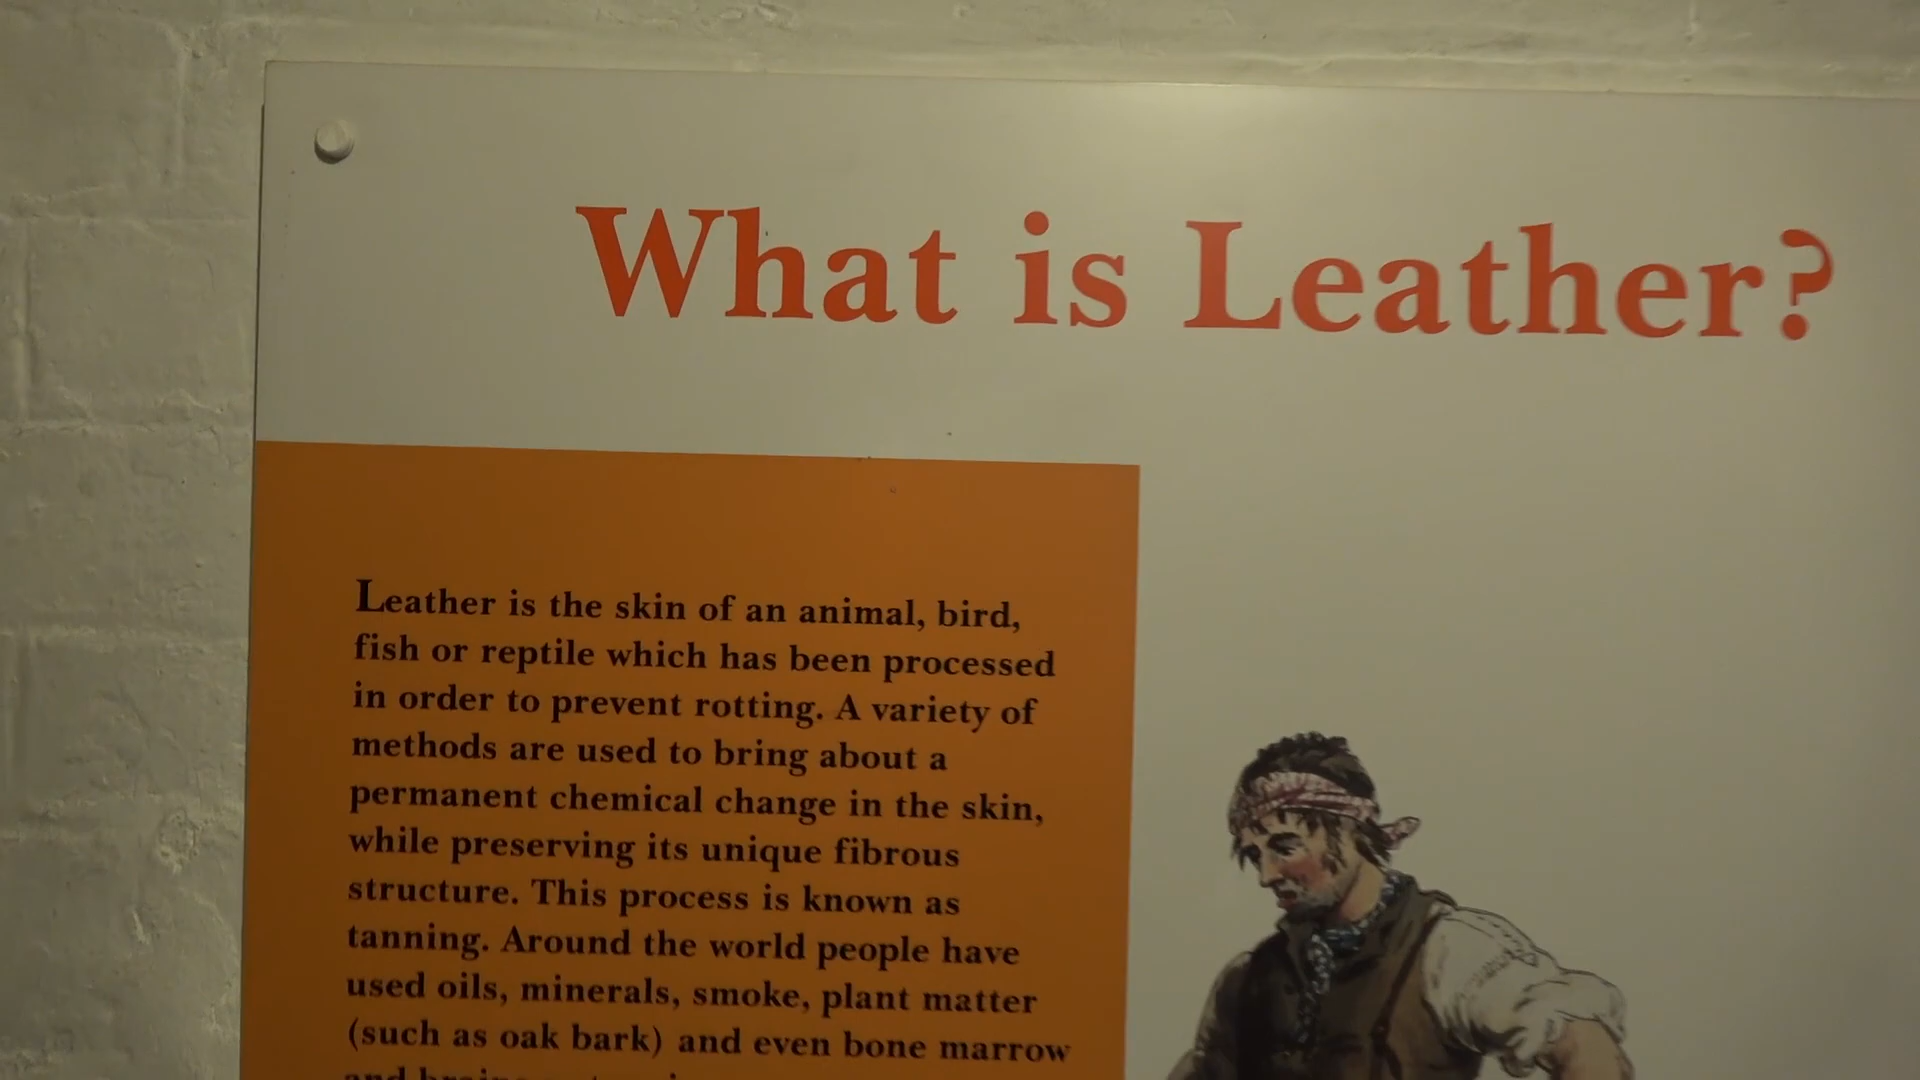 What is Leather?
Leather is the skin of an animal, bird,
fish or reptile which has been processed
in order to prevent rotting. A variety of
methods are used to bring about a
permanent chemical change in the skin,
while preserving its unique fibrous
structure. This process is known as
tanning. Around the world people have
used oils, minerals, smoke, plant matter
(such as oak bark) and even bone marrow